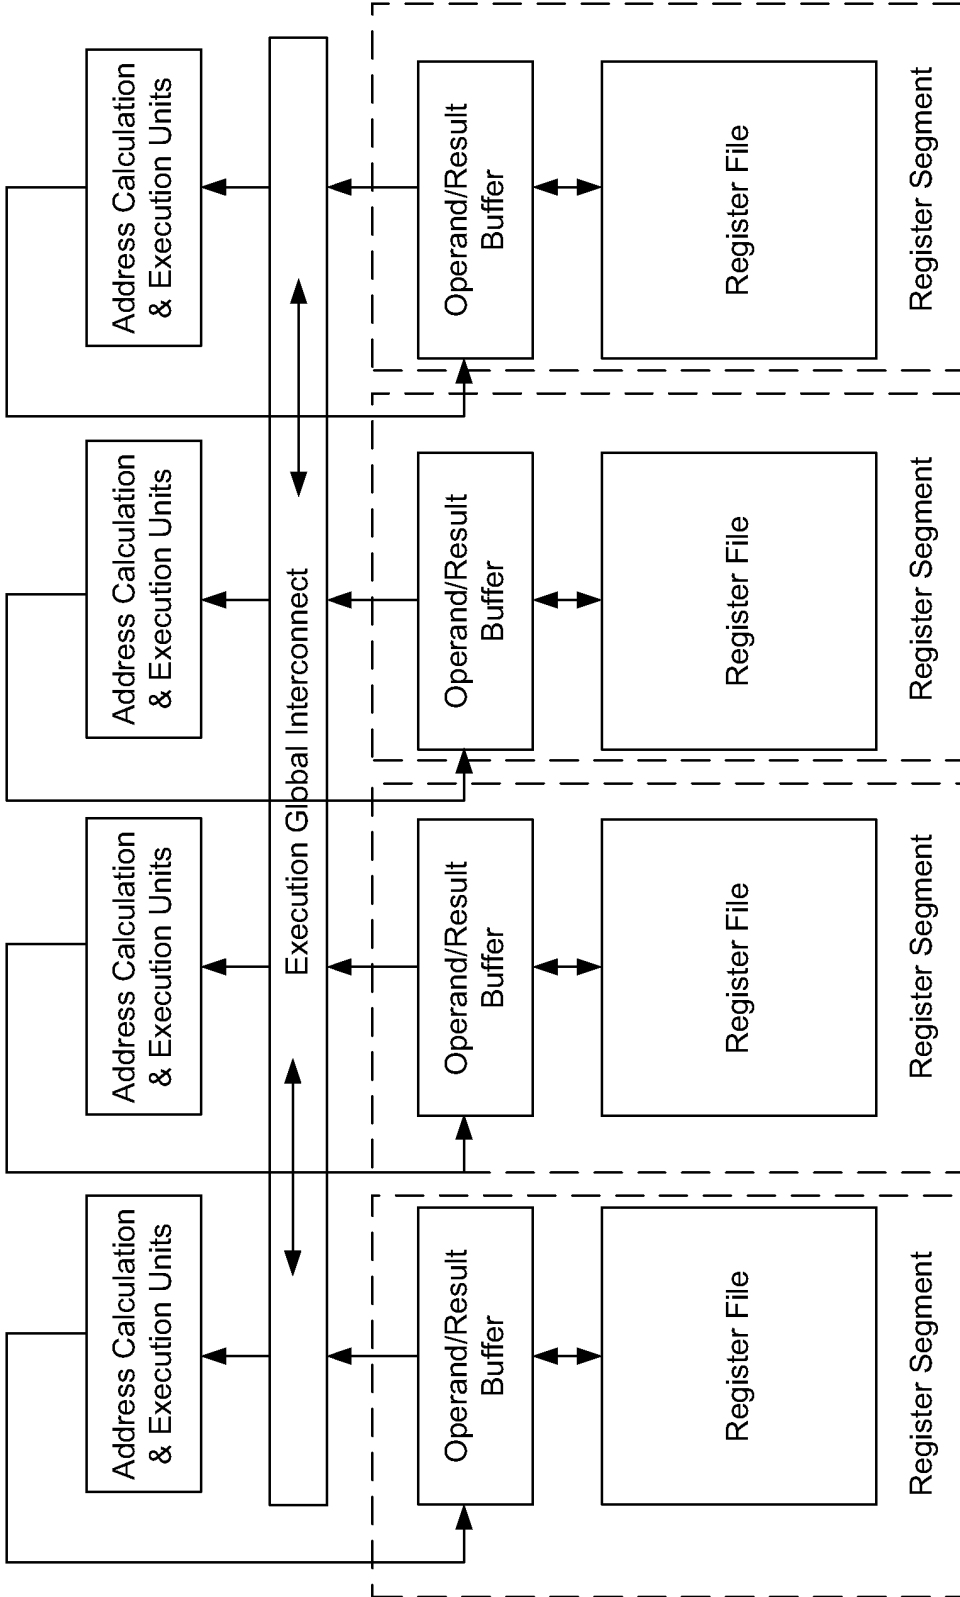 Address Calculation
& Execution Units
Address Calculation
& Execution Units
Address Calculation
& Execution Units
Address Calculation
& Execution Units
Execution Global Interconnect
Operand/Result
Buffer
Operand/Result
Buffer
Operand/Result
Buffer
Operand/Result
Buffer
Register File
Register File
Register File
Register File
Register Segment
Register Segment
Register Segment
Register Segment